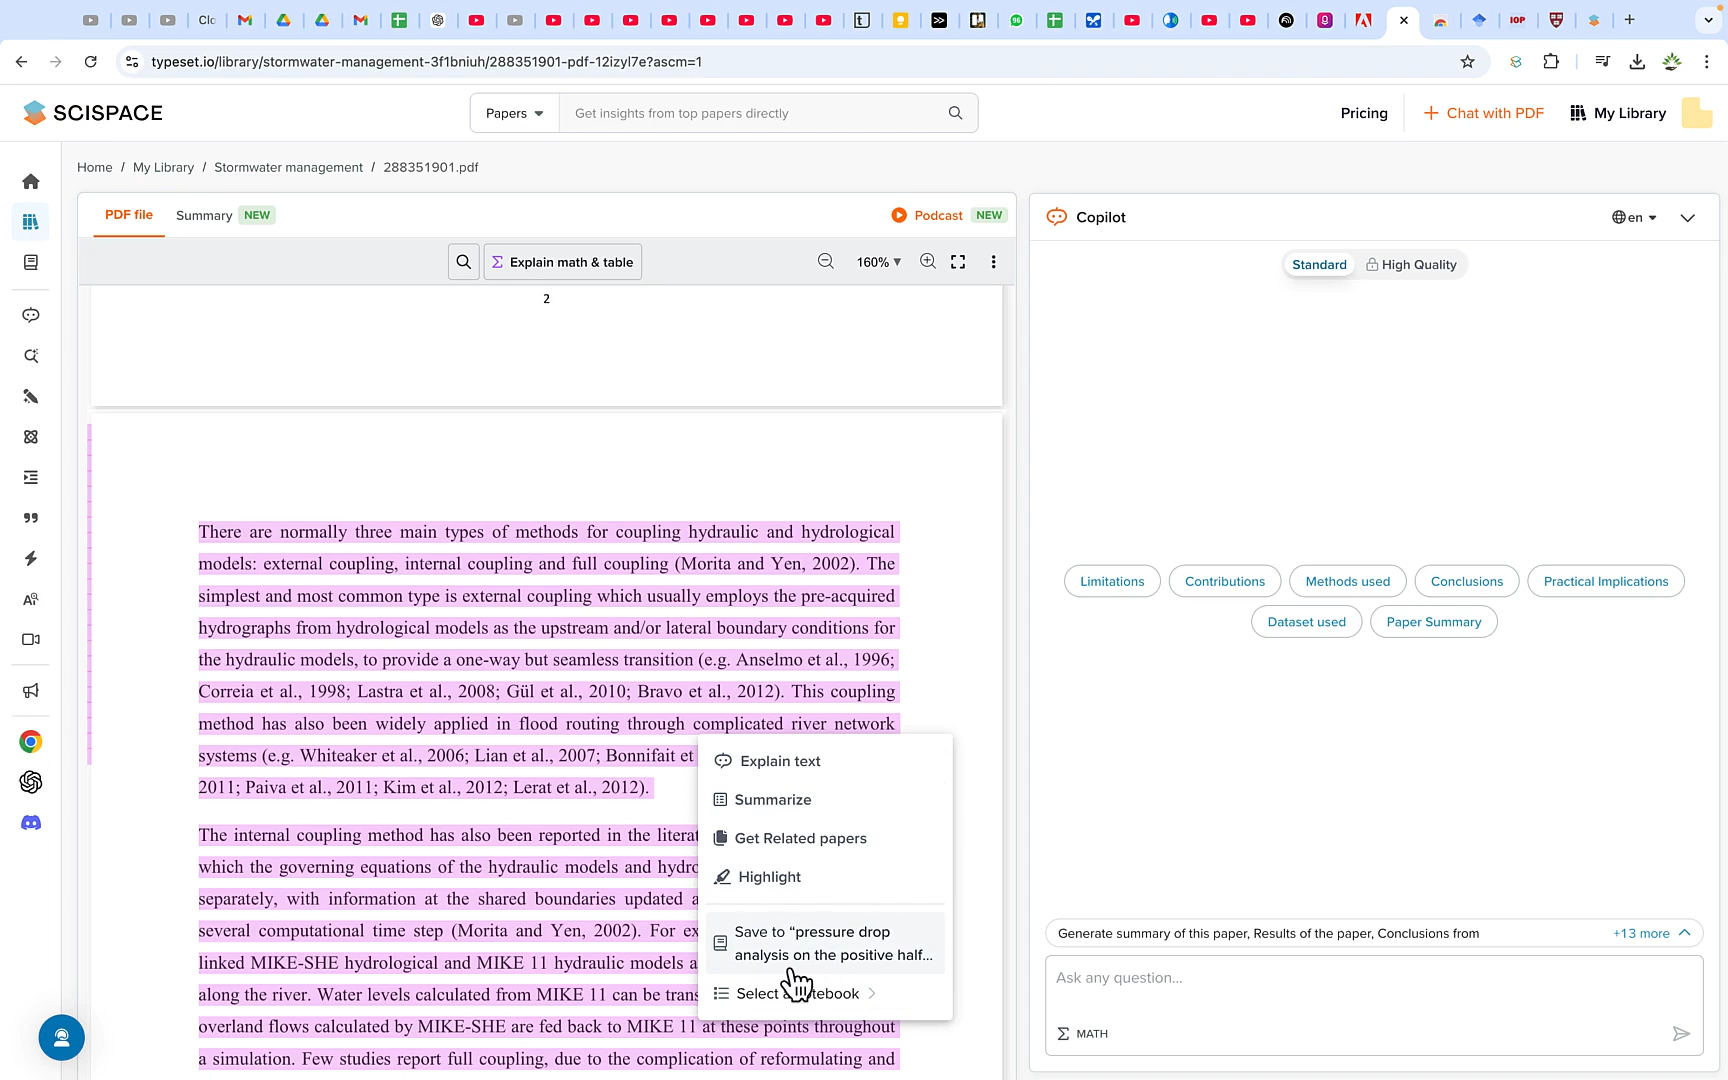 Clo
96
IOP
typeset.io/library/stormwater-management-3f1bniuh/288351901-pdf-12izyl7e?ascm=1
SCISPACE
Papers
Get insights from top papers directly
Pricing
Chat with PDF
My Library
Home / My Library / Stormwater management / 288351901.pdf
PDF file
Summary NEW
Podcast NEW
Explain math & table
160%
2
There are normally three main types of methods for coupling hydraulic and hydrological
models: external coupling, internal coupling and full coupling (Morita and Yen, 2002). The
simplest and most common type is external coupling which usually employs the pre-acquired
hydrographs from hydrological models as the upstream and/or lateral boundary conditions for
the hydraulic models, to provide a one-way but seamless transition (e.g. Anselmo et al., 1996;
Correia et al., 1998; Lastra et al., 2008; Gül et al., 2010; Bravo et al., 2012). This coupling
method has also been widely applied in flood routing through complicated river network
systems (e.g. Whiteaker et al., 2006; Lian et al., 2007; Bonnifait et
2011; Paiva et al., 2011; Kim et al., 2012; Lerat et al., 2012).
The internal coupling method has also been reported in the literat
which the governing equations of the hydraulic models and hydro
separately, with information at the shared boundaries updated a
several computational time step (Morita and Yen, 2002). For ex
linked MIKE-SHE hydrological and MIKE 11 hydraulic models a
along the river. Water levels calculated from MIKE 11 can be trans
overland flows calculated by MIKE-SHE are fed back to MIKE 11 at these points throughout
a simulation. Few studies report full coupling, due to the complication of reformulating and
Explain text
Summarize
Get Related papers
Highlight
Save to “pressure drop
analysis on the positive half...
Select a notebook
Copilot
en
Standard
High Quality
Limitations
Contributions
Methods used
Conclusions
Practical Implications
Dataset used
Paper Summary
Generate summary of this paper, Results of the paper, Conclusions from
+13 more
Ask any question...
MATH